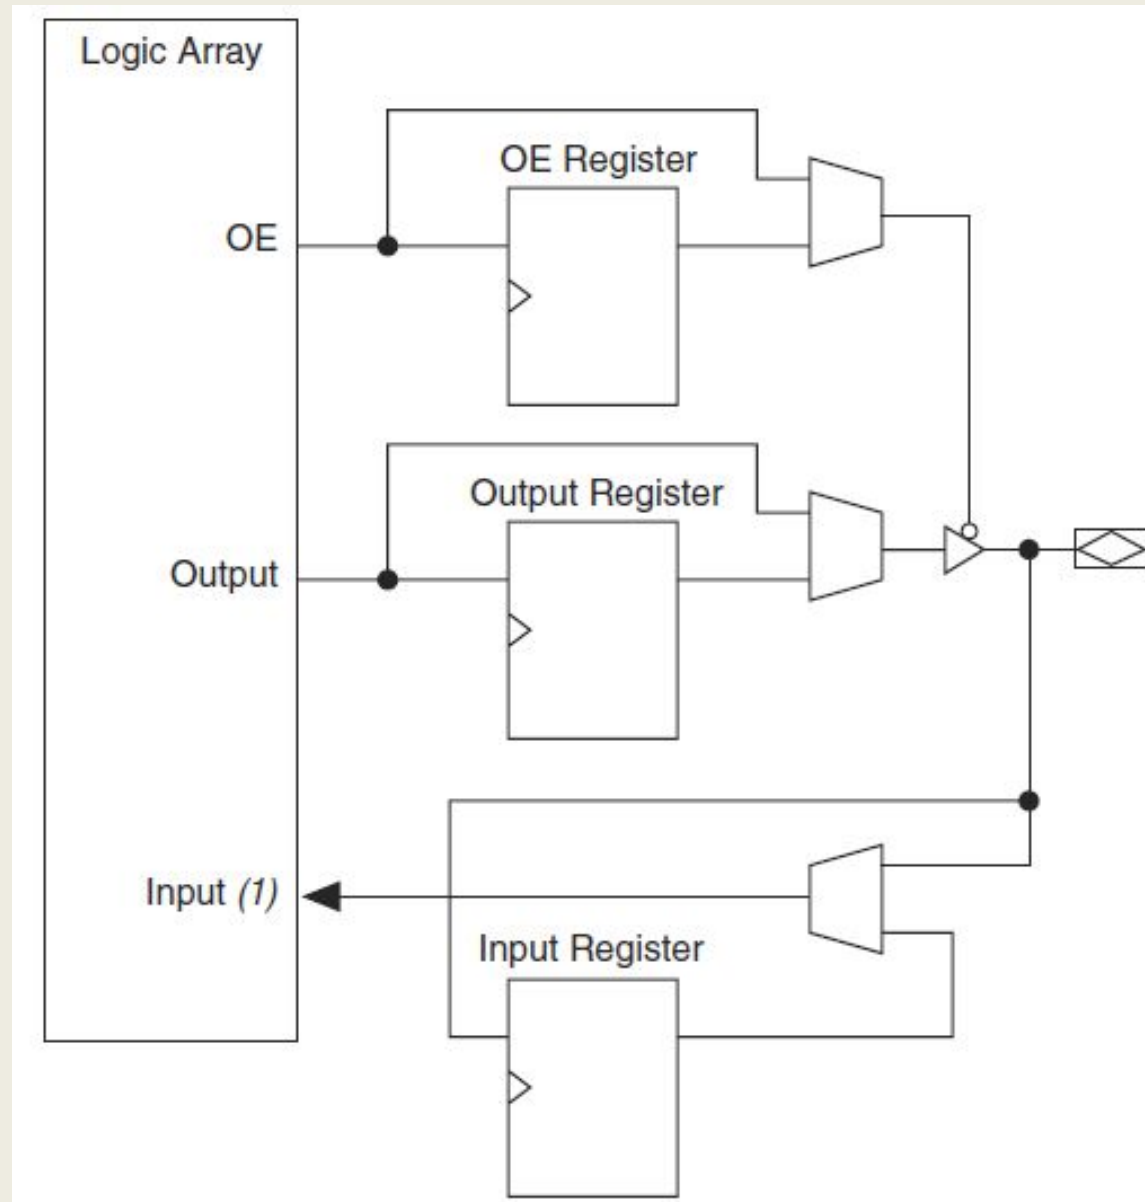 Logic Array
OE Register
OE
Output Register
Output
Input (1)
Input Register